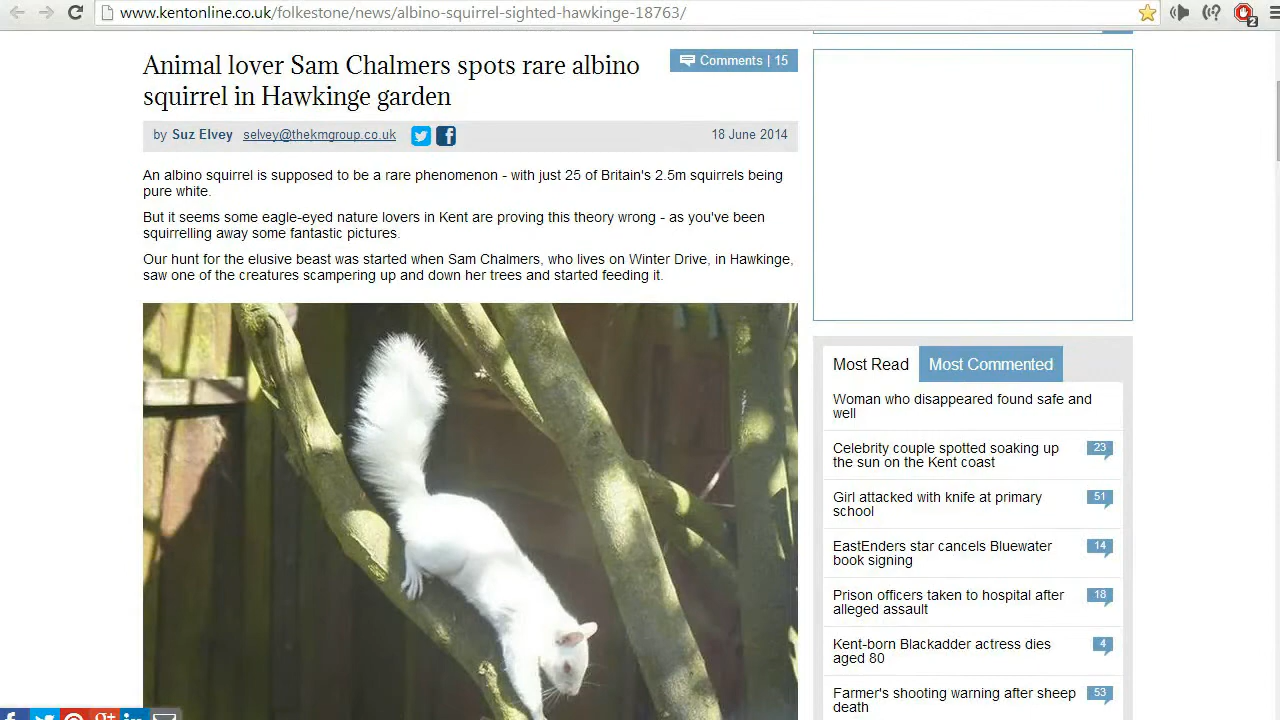 www.kentonline.co.uk/folkestone/news/albino-squirrel-sighted-hawkinge-18763/
2
Animal lover Sam Chalmers spots rare albino
squirrel in Hawkinge garden
Comments | 15
by Suz Elvey selvey@thekmgroup.co.uk
18 June 2014
An albino squirrel is supposed to be a rare phenomenon - with just 25 of Britain's 2.5m squirrels being
pure white.
But it seems some eagle-eyed nature lovers in Kent are proving this theory wrong - as you've been
squirrelling away some fantastic pictures.
Our hunt for the elusive beast was started when Sam Chalmers, who lives on Winter Drive, in Hawkinge,
saw one of the creatures scampering up and down her trees and started feeding it.
Most Read
Most Commented
Woman who disappeared found safe and
well
Celebrity couple spotted soaking up
the sun on the Kent coast
23
Girl attacked with knife at primary
school
51
EastEnders star cancels Bluewater
book signing
14
Prison officers taken to hospital after
alleged assault
18
Kent-born Blackadder actress dies
aged 80
4
Farmer's shooting warning after sheep
death
53